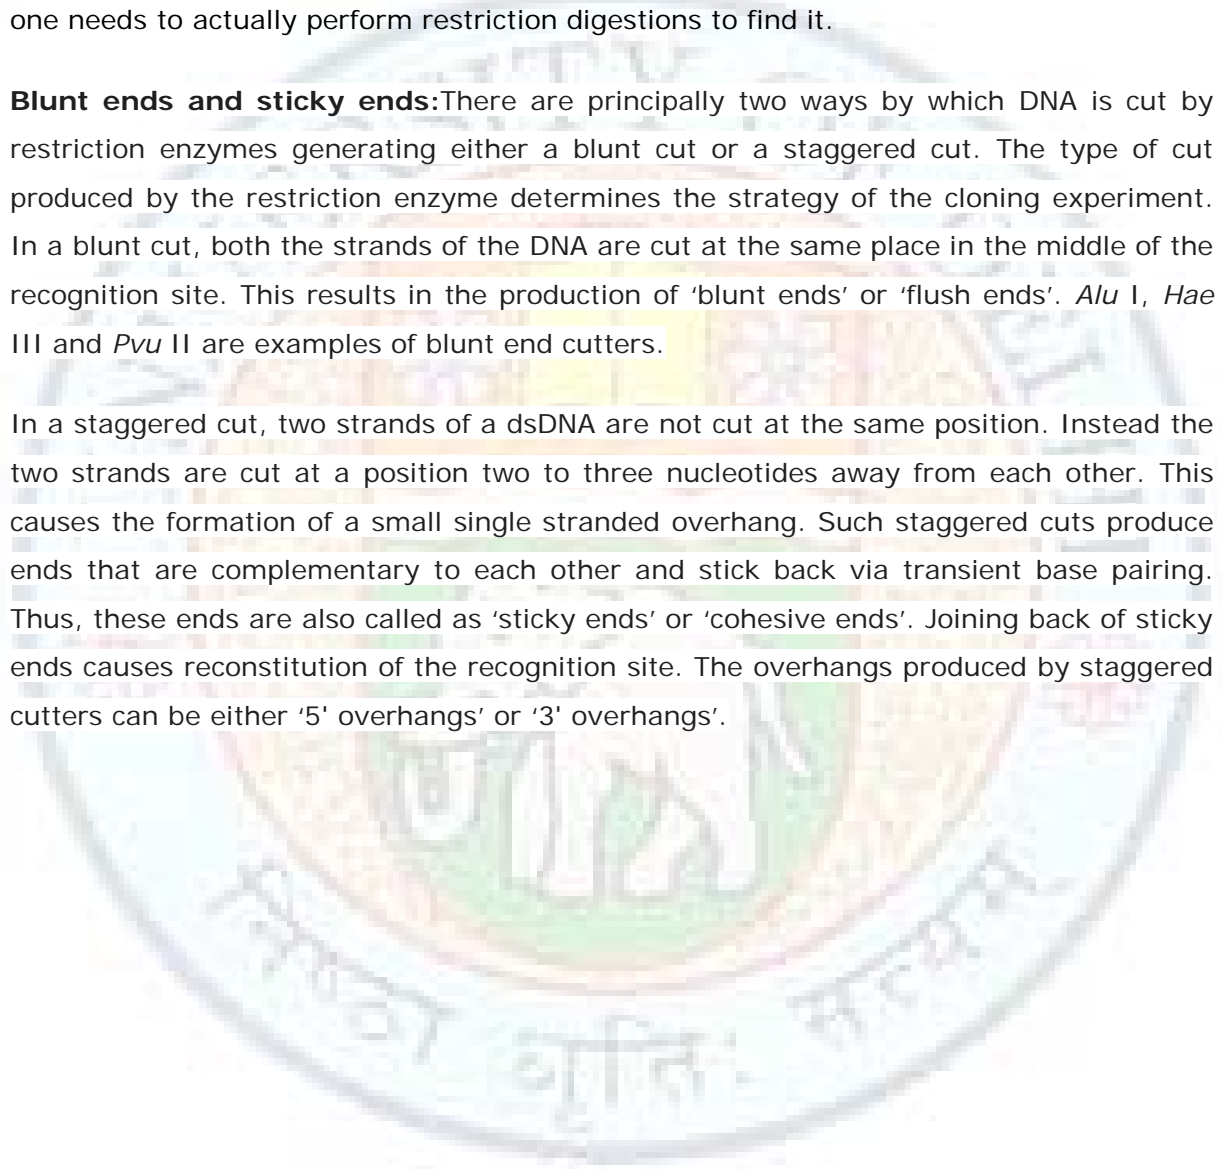 one needs to actually perform restriction digestions to find it.
Blunt ends and sticky ends:There are principally two ways by which DNA is cut by
restriction enzymes generating either a blunt cut or a staggered cut. The type of cut
produced by the restriction enzyme determines the strategy of the cloning experiment.
In a blunt cut, both the strands of the DNA are cut at the same place in the middle of the
recognition site. This results in the production of ‘blunt ends’ or ‘flush ends’. Alu I, Hae
III and Pvu II are examples of blunt end cutters.
In a staggered cut, two strands of a dsDNA are not cut at the same position. Instead the
two strands are cut at a position two to three nucleotides away from each other. This
causes the formation of a small single stranded overhang. Such staggered cuts produce
ends that are complementary to each other and stick back via transient base pairing.
Thus, these ends are also called as ‘sticky ends’ or ‘cohesive ends’. Joining back of sticky
ends causes reconstitution of the recognition site. The overhangs produced by staggered
cutters can be either ‘5' overhangs’ or ‘3' overhangs’.
निष्ठा धृति: सत्यम